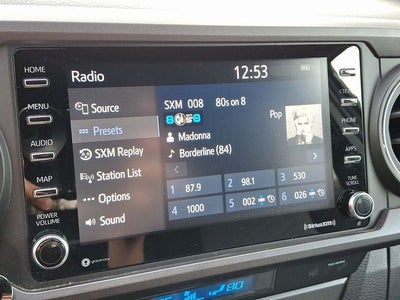 HOME
Radio
12:53
MENU
Source
SXM 008 80s on 8
Presets
Madonna
Pop
PHONE
AUDIO
SXM Replay
Borderline (84)
APPS
MAP
Station List
1 87.9
2 98.1
3 530
TUNE
SCROLL
Options
4 1000
5 002
6 026
POWER
VOLUME
Sound
SiriusXM
80